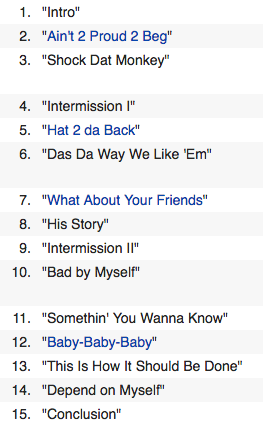 1. "Intro"
2. "Ain't 2 Proud 2 Beg"
3. "Shock Dat Monkey"
4. "Intermission I"
5. "Hat 2 da Back"
6. "Das Da Way We Like 'Em"
7. "What About Your Friends"
8. "His Story"
9. "Intermission II"
10. "Bad by Myself"
11. "Somethin' You Wanna Know"
12. "Baby-Baby-Baby"
13. "This Is How It Should Be Done"
14. "Depend on Myself"
15. "Conclusion"